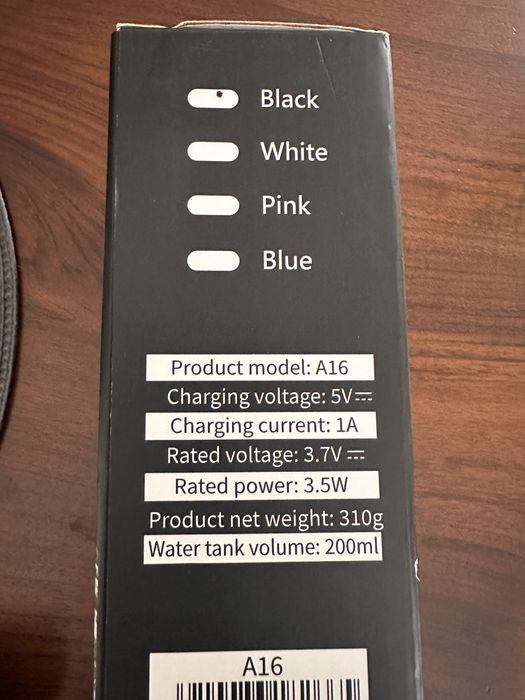 Black
White
Pink
Blue
Product model: A16
Charging voltage: 5V⎓
Charging current: 1A
Rated voltage: 3.7V ⎓
Rated power: 3.5W
Product net weight: 310g
Water tank volume: 200ml
A16